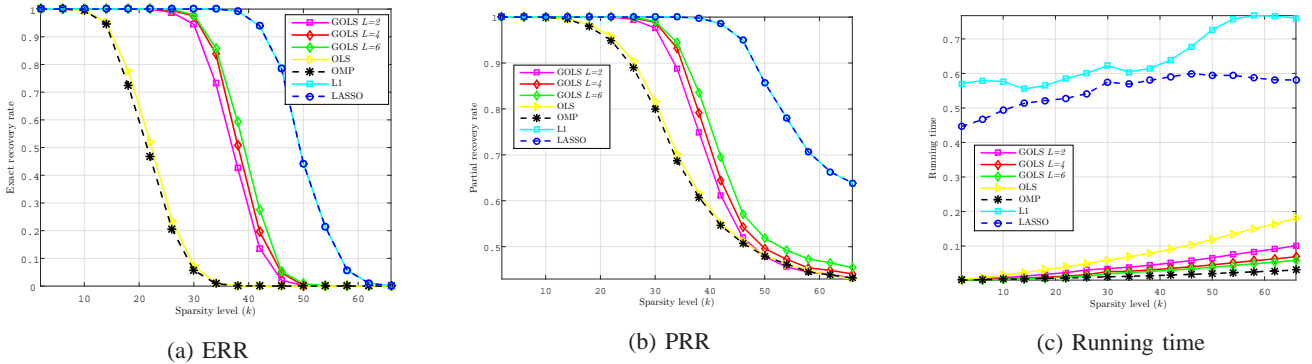 Exact recovery rate
1
0.9
0.8
0.7
0.6
0.5
0.4
0.3
0.2
0.1
0
10 20 30 40 50 60
Sparsity level (k)
GOLS L=2
GOLS L=4
GOLS L=6
OLS
OMP
L1
LASSO
(a) ERR
Partial recovery rate
1
0.9
0.8
0.7
0.6
0.5
10 20 30 40 50 60
Sparsity level (k)
GOLS L=2
GOLS L=4
GOLS L=6
OLS
OMP
L1
LASSO
(b) PRR
Running time
0.7
0.6
0.5
0.4
0.3
0.2
0.1
10 20 30 40 50 60
Sparsity level (k)
GOLS L=2
GOLS L=4
GOLS L=6
OLS
OMP
L1
LASSO
(c) Running time